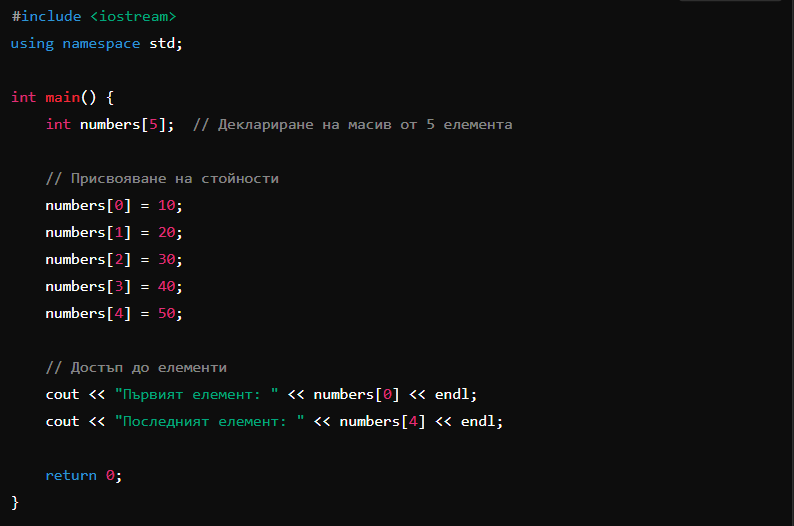 #include <iostream>
using namespace std;
int main() {
int numbers[5];  // Деклариране на масив от 5 елемента
// Присвояване на стойности
numbers[0] = 10;
numbers[1] = 20;
numbers[2] = 30;
numbers[3] = 40;
numbers[4] = 50;
// Достъп до елементи
cout << "Първият елемент: " << numbers[0] << endl;
cout << "Последният елемент: " << numbers[4] << endl;
return 0;
}